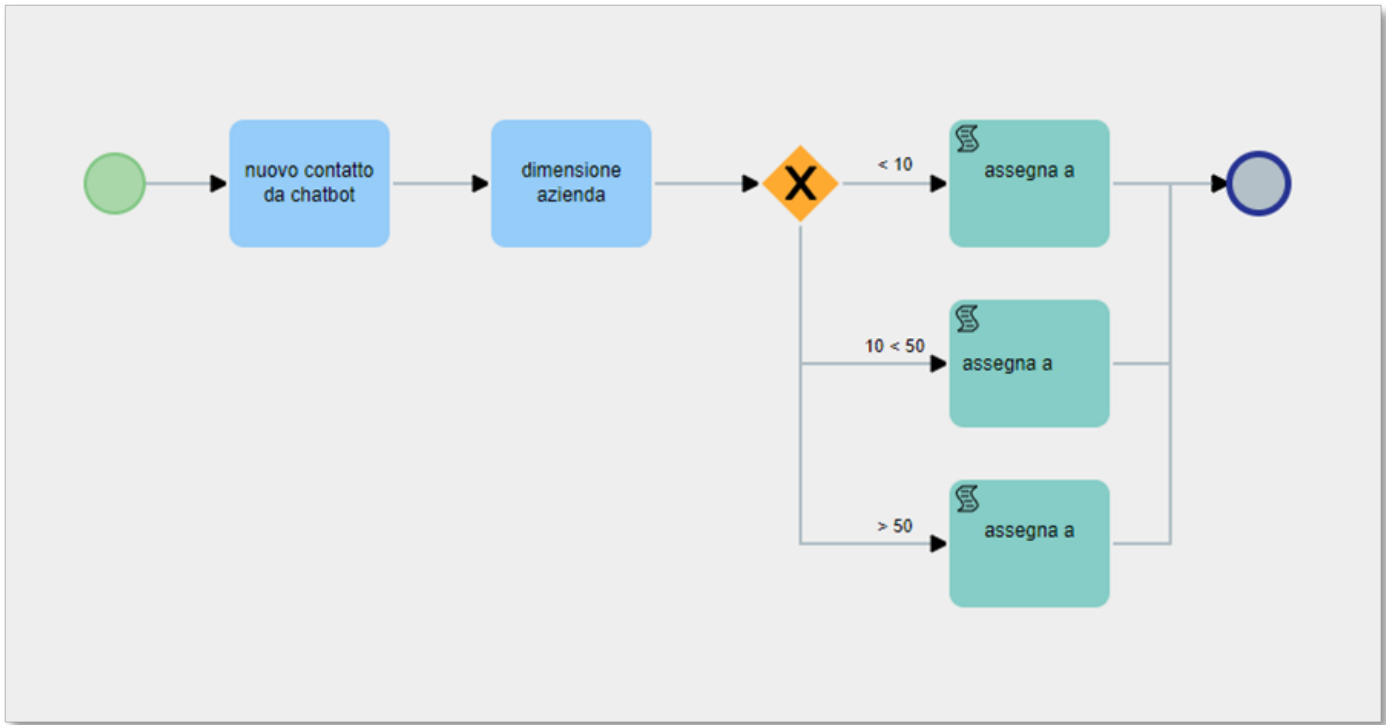 nuovo contatto
da chatbot
dimensione
azienda
X
< 10
assegna a
10 < 50
assegna a
> 50
assegna a